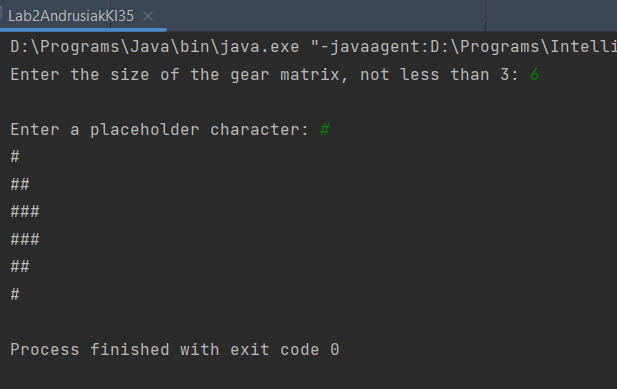 Lab2AndrusiakKI35
D:\Programs\Java\bin\java.exe "-javaagent:D:\Programs\Intelli
Enter the size of the gear matrix, not less than 3: 6
Enter a placeholder character: #
#
##
###
###
##
#
Process finished with exit code 0